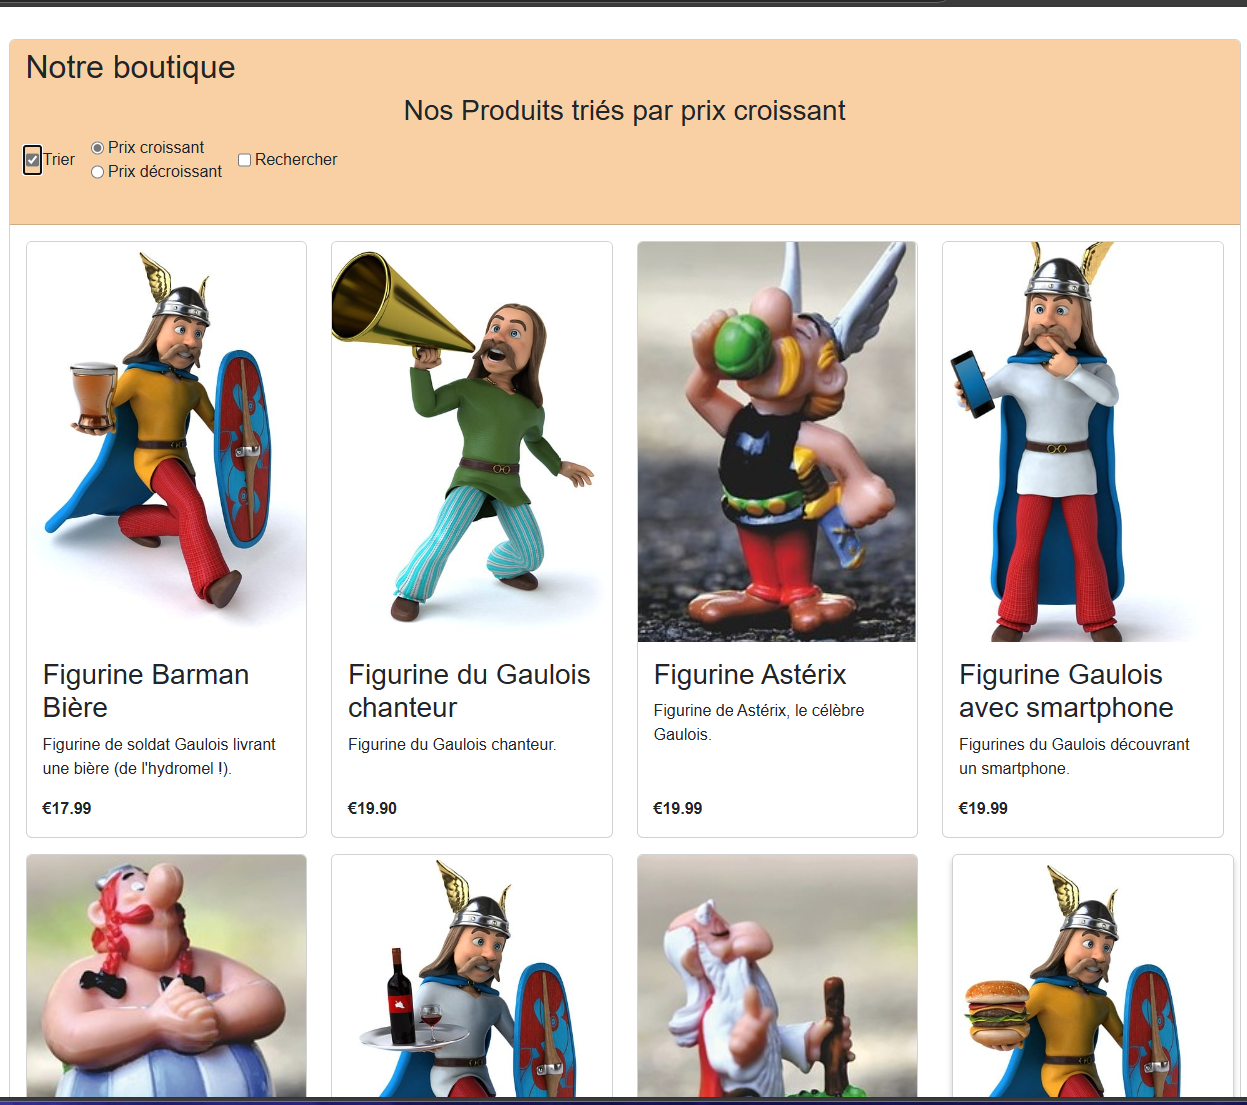 Notre boutique
Nos Produits triés par prix croissant
Trier
Prix croissant
Prix décroissant
Rechercher
Figurine Barman
Bière
Figurine de soldat Gaulois livrant
une bière (de l'hydromel !).
€17.99
Figurine du Gaulois
chanteur
Figurine du Gaulois chanteur.
€19.90
Figurine Astérix
Figurine de Astérix, le célèbre
Gaulois.
€19.99
Figurine Gaulois
avec smartphone
Figurines du Gaulois découvrant
un smartphone.
€19.99